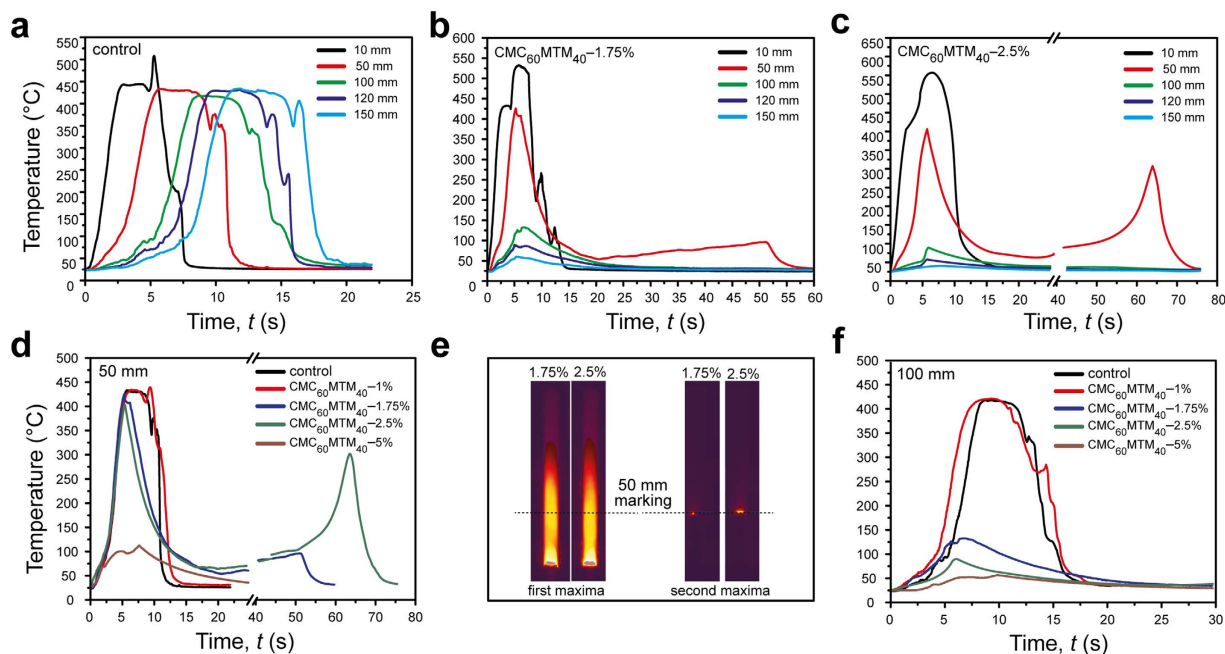 a
control
10 mm
50 mm
100 mm
120 mm
150 mm
Temperature (°C)
550
500
450
400
350
300
250
200
150
100
50
0
0 5 10 15 20 25
Time, t (s)
b
CMC60MTM40–1.75%
10 mm
50 mm
100 mm
120 mm
150 mm
600
550
500
450
400
350
300
250
200
150
100
50
0
0 5 10 15 20 25 30 35 40 45 50 55 60
Time, t (s)
c
CMC60MTM40–2.5%
10 mm
50 mm
100 mm
120 mm
150 mm
650
600
550
500
450
400
350
300
250
200
150
100
50
0
0 5 10 15 20 40 50 60 70 80
Time, t (s)
d
50 mm
control
CMC60MTM40–1%
CMC60MTM40–1.75%
CMC60MTM40–2.5%
CMC60MTM40–5%
Temperature (°C)
500
450
400
350
300
250
200
150
100
50
0
0 5 10 15 20 40 50 60 70 80
Time, t (s)
e
1.75% 2.5% 1.75% 2.5%
50 mm
marking
first maxima second maxima
f
100 mm
control
CMC60MTM40–1%
CMC60MTM40–1.75%
CMC60MTM40–2.5%
CMC60MTM40–5%
500
450
400
350
300
250
200
150
100
50
0
0 5 10 15 20 25 30
Time, t (s)